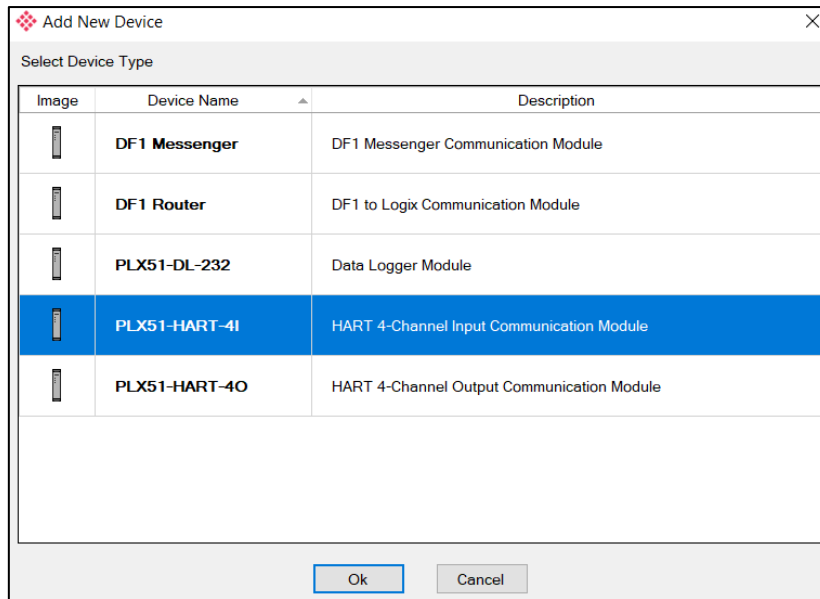 Add New Device
Select Device Type
Image Device Name Description
DF1 Messenger DF1 Messenger Communication Module
DF1 Router DF1 to Logix Communication Module
PLX51-DL-232 Data Logger Module
PLX51-HART-4I HART 4-Channel Input Communication Module
PLX51-HART-4O HART 4-Channel Output Communication Module
Ok Cancel